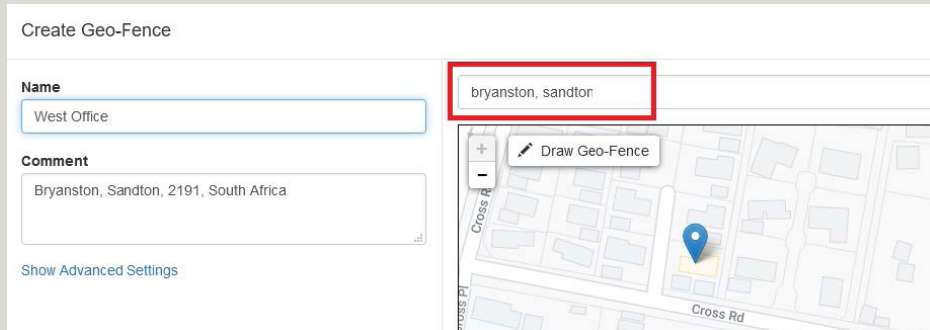 Create Geo-Fence
Name
West Office
Comment
Bryanston, Sandton, 2191, South Africa
Show Advanced Settings
bryanston, sandton
+
Draw Geo-Fence
-
Cross Rd